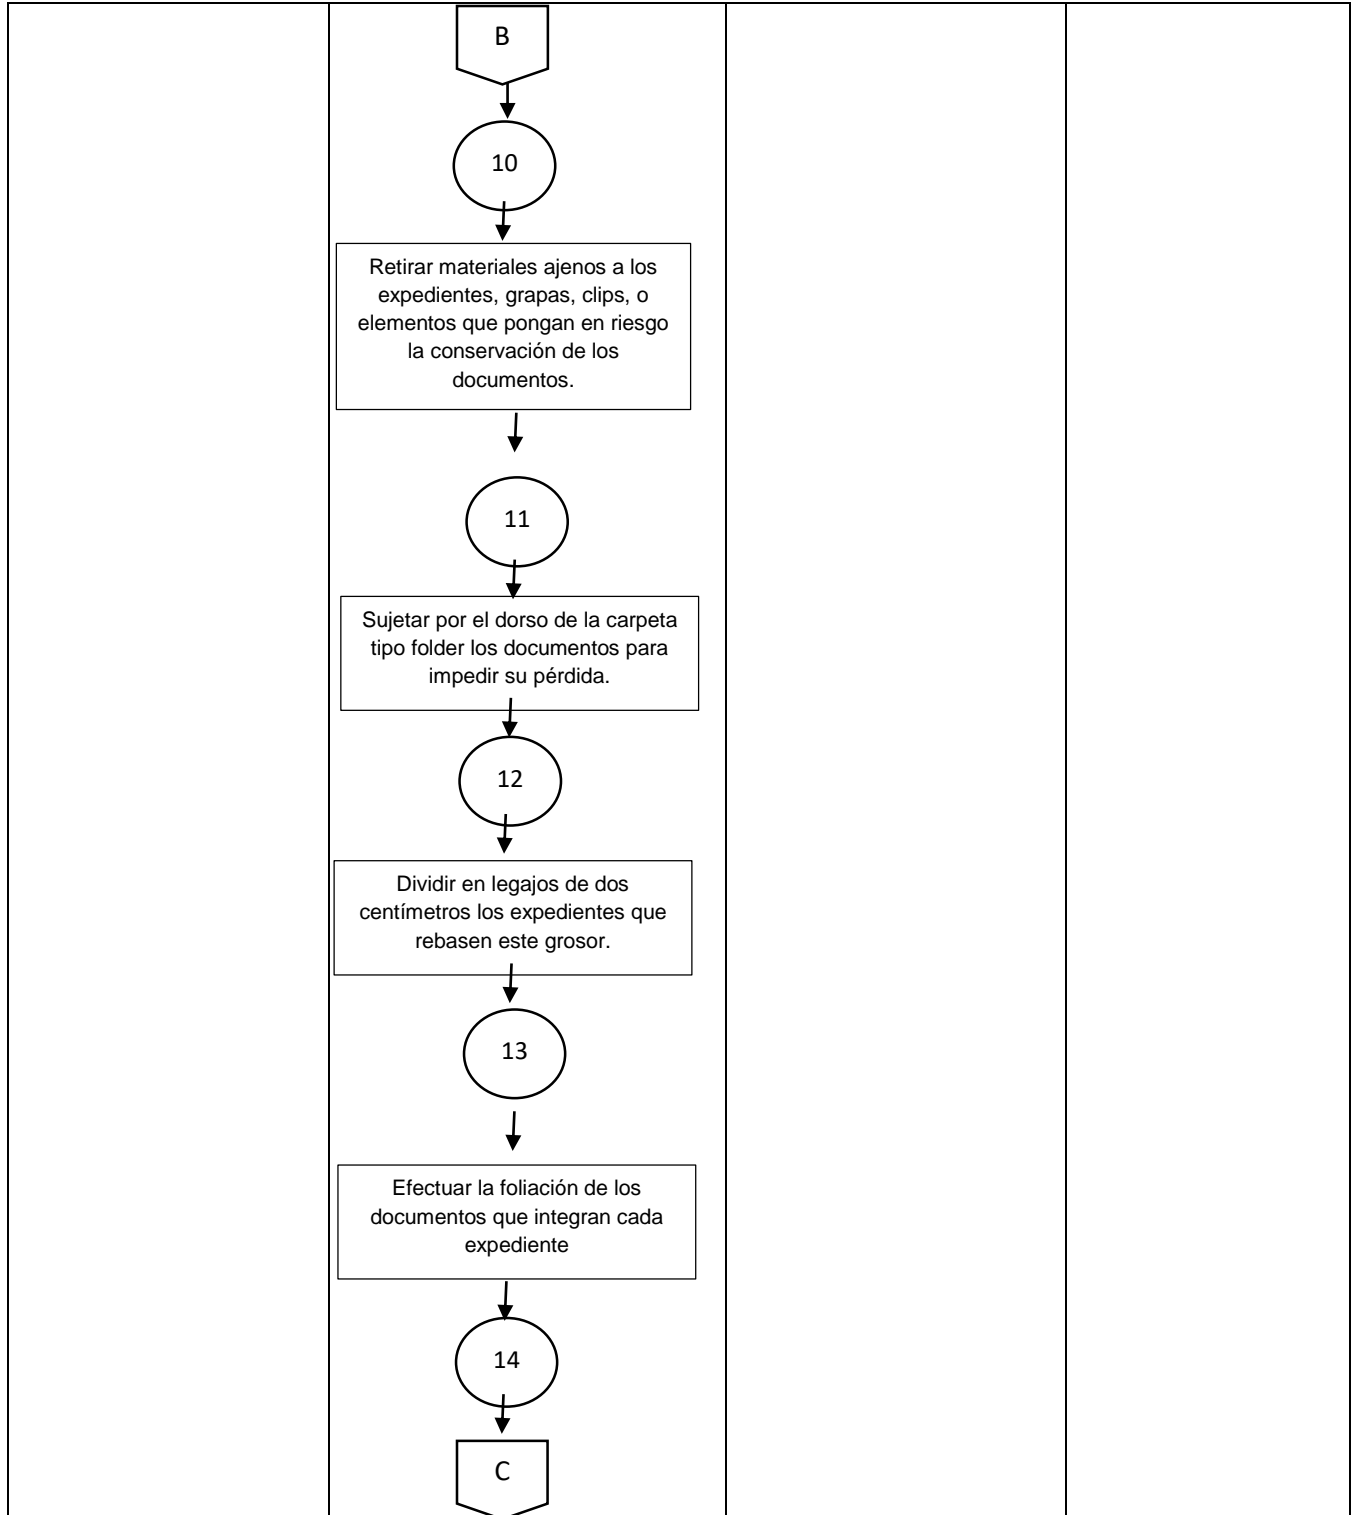 B
10
Retirar materiales ajenos a los
expedientes, grapas, clips, o
elementos que pongan en riesgo
la conservación de los
documentos.
11
Sujetar por el dorso de la carpeta
tipo folder los documentos para
impedir su pérdida.
12
Dividir en legajos de dos
centímetros los expedientes que
rebasen este grosor.
13
Efectuar la foliación de los
documentos que integran cada
expediente
14
C